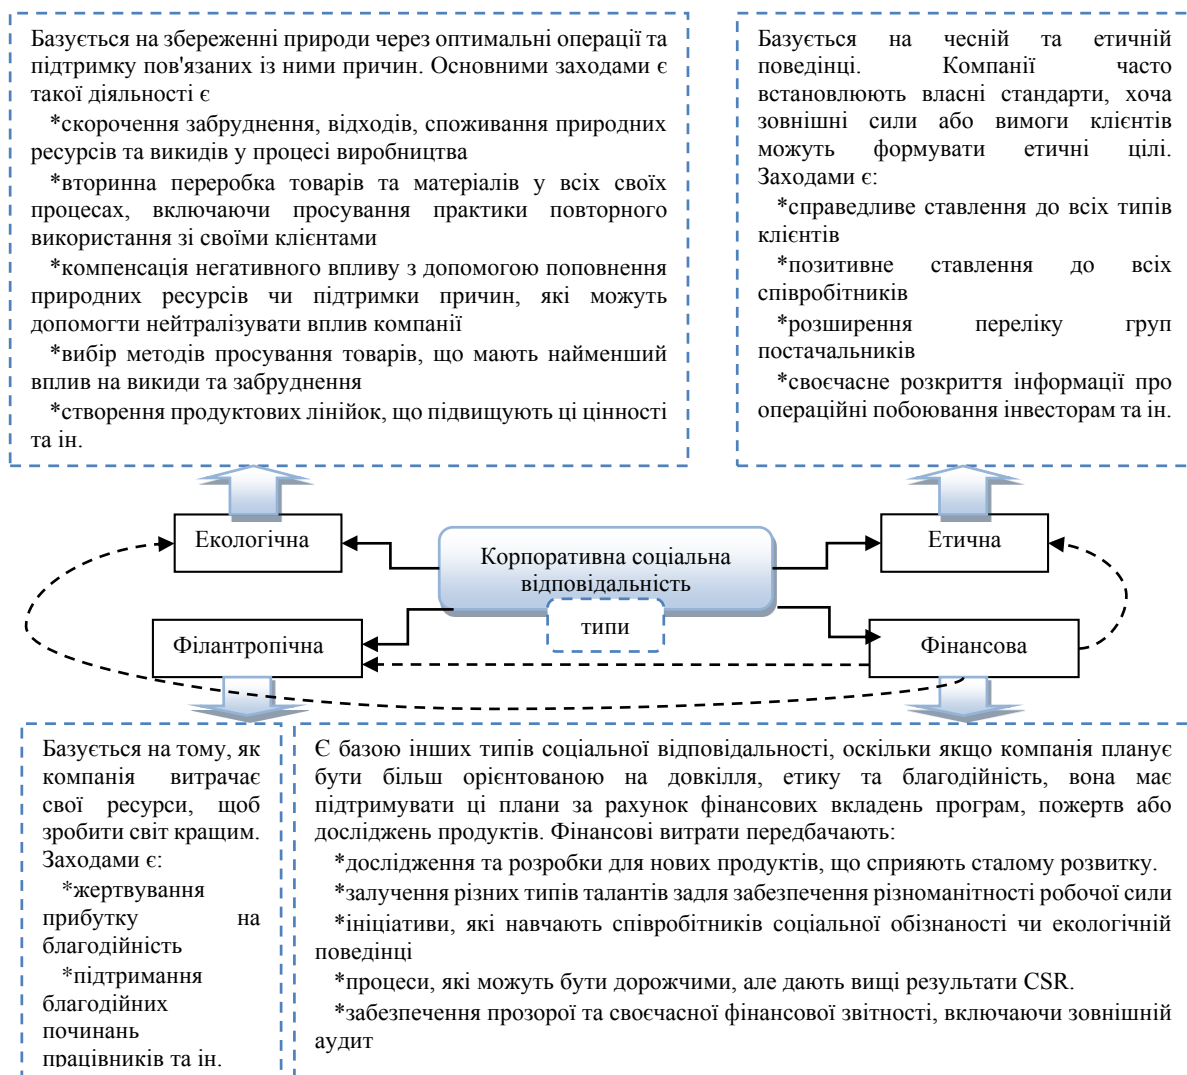 Базується на збереженні природи через оптимальні операції та
підтримку пов'язаних із ними причин. Основними заходами є
такої діяльності є
*скорочення забруднення, відходів, споживання природних
ресурсів та викидів у процесі виробництва
*вторинна переробка товарів та матеріалів у всіх своїх
процесах, включаючи просування практики повторного
використання зі своїми клієнтами
*компенсація негативного впливу з допомогою поповнення
природних ресурсів чи підтримки причин, які можуть
допомогти нейтралізувати вплив компанії
*вибір методів просування товарів, що мають найменший
вплив на викиди та забруднення
*створення продуктових лінійок, що підвищують ці цінності
та ін.
Базується на чесній та етичній
поведінці. Компанії часто
встановлюють власні стандарти, хоча
зовнішні сили або вимоги клієнтів
можуть формувати етичні цілі.
Заходами є:
*справедливе ставлення до всіх типів
клієнтів
*позитивне ставлення до всіх
співробітників
*розширення переліку груп
постачальників
*своєчасне розкриття інформації про
операційні побоювання інвесторам та ін.
Екологічна
Корпоративна соціальна
відповідальність
Етична
типи
Філантропічна
Фінансова
Базується на тому, як
компанія витрачає
свої ресурси, щоб
зробити світ кращим.
Заходами є:
*жертвування
прибутку на
благодійність
*підтримання
благодійних
починань
працівників та ін.
Є базою інших типів соціальної відповідальності, оскільки якщо компанія планує
бути більш орієнтованою на довкілля, етику та благодійність, вона має
підтримувати ці плани за рахунок фінансових вкладень програм, пожертв або
досліджень продуктів. Фінансові витрати передбачають:
*дослідження та розробки для нових продуктів, що сприяють сталому розвитку.
*залучення різних типів талантів задля забезпечення різноманітності робочої сили
*ініціативи, які навчають співробітників соціальної обізнаності чи екологічній
поведінці
*процеси, які можуть бути дорожчими, але дають вищі результати CSR.
*забезпечення прозорої та своєчасної фінансової звітності, включаючи зовнішній
аудит